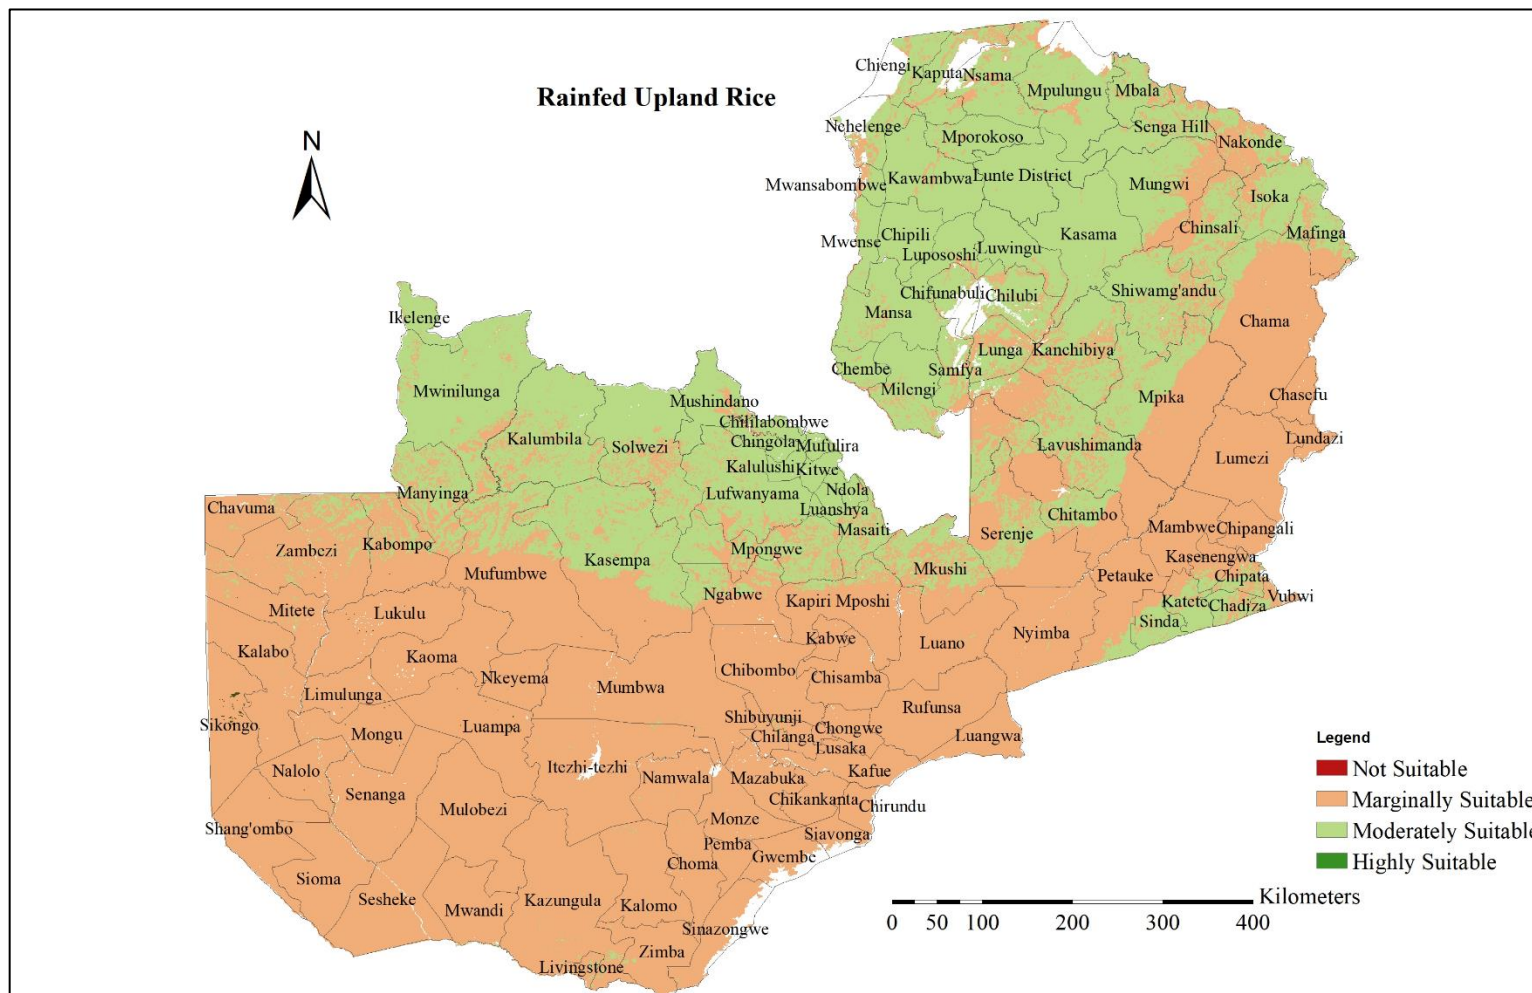 Rainfed Upland Rice
N
Chiengi
Kaputa
Nsama
Mpulungu
Mbala
Nchelenge
Mporokoso
Senga Hill
Nakonde
Mwansabombwe
Kawambwa
Lunte District
Mungwi
Isoka
Mwense
Chipili
Lupososhi
Luwingu
Kasama
Chinsali
Mafinga
Chifunabuli
Chilubi
Shiwamg'andu
Mansa
Chama
Ikelenge
Lunga
Kanchibiya
Chembe
Milengi
Samfya
Mpika
Chasefu
Mwinilunga
Mushindano
Chililabombwe
Kalumbila
Solwezi
Chingola
Mufulira
Lavushimanda
Lundazi
Lumezi
Kalulushi
Kitwe
Manyinga
Lufwanyama
Ndola
Luanshya
Chavuma
Masaiti
Serenje
Chitambo
Mambwe
Chipangali
Zambezi
Kabompo
Kasempa
Mpongwe
Mkushi
Kasenengwa
Mufumbwe
Petauke
Chipata
Ngabwe
Kapiri Mposhi
Katete
Chadiza
Vubwi
Mitete
Lukulu
Sinda
Kabwe
Luano
Nyimba
Kalabo
Kaoma
Nkeyema
Mumbwa
Chibombo
Chisamba
Limulunga
Sikongo
Mongu
Luampa
Shibuyunji
Chongwe
Rufunsa
Chilanga
Lusaka
Luangwa
Nalolo
Itezhi-tezhi
Namwala
Mazabuka
Kafue
Senanga
Mulobezi
Chikankanta
Chirundu
Shang'ombo
Monze
Siavonga
Pemba
Gwembe
Choma
Sioma
Sesheke
Mwandi
Kazungula
Kalomo
Sinazongwe
Zimba
Livingstone
Legend
Not Suitable
Marginally Suitable
Moderately Suitable
Highly Suitable
Kilometers
0 50 100 200 300 400